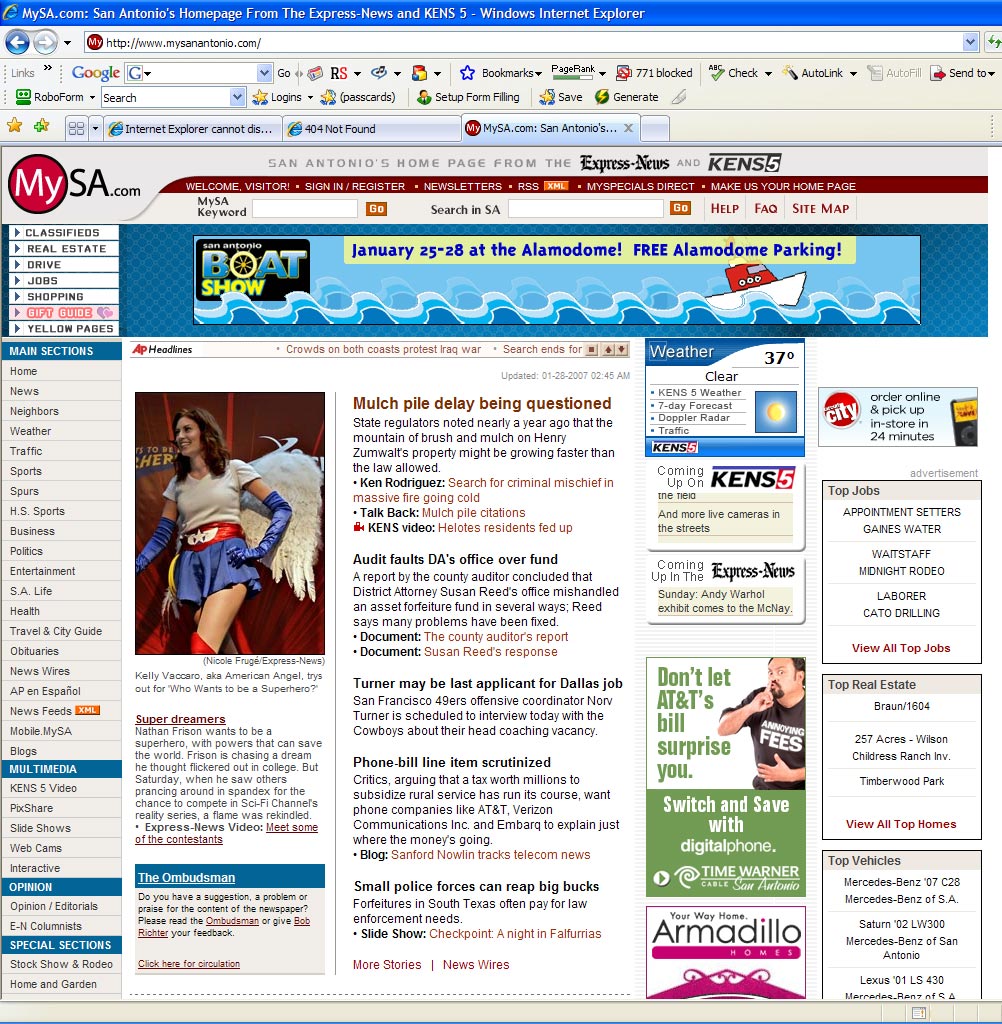 MySA.com: San Antonio's Homepage From The Express-News and KENS 5 - Windows Internet Explorer
http://www.mysanantonio.com/
Links » Google G Go RS Bookmarks PageRank 771 blocked ABC Check AutoLink AutoFill Send to
RoboForm Search Logins (passcards) Setup Form Filling Save Generate
Internet Explorer cannot dis... 404 Not Found MySA.com: San Antonio's...
SAN ANTONIO'S HOME PAGE FROM THE Express-News AND KENS5
MySA.com
WELCOME, VISITOR! • SIGN IN / REGISTER • NEWSLETTERS • RSS XML • MYSPECIALS DIRECT • MAKE US YOUR HOME PAGE
MySA Keyword Go Search in SA Go HELP FAQ SITE MAP
CLASSIFIEDS
REAL ESTATE
DRIVE
JOBS
SHOPPING
GIFT GUIDE
YELLOW PAGES
san antonio
BOAT
SHOW
January 25-28 at the Alamodome! FREE Alamodome Parking!
MAIN SECTIONS
Home
News
Neighbors
Weather
Traffic
Sports
Spurs
H.S. Sports
Business
Politics
Entertainment
S.A. Life
Health
Travel & City Guide
Obituaries
News Wires
AP en Español
News Feeds XML
Mobile.MySA
Blogs
MULTIMEDIA
KENS 5 Video
PixShare
Slide Shows
Web Cams
Interactive
OPINION
Opinion / Editorials
E-N Columnists
SPECIAL SECTIONS
Stock Show & Rodeo
Home and Garden
AP Headlines • Crowds on both coasts protest Iraq war • Search ends for
Updated: 01-28-2007 02:45 AM
(Nicole Frugé/Express-News)
Kelly Vaccaro, aka American Angel, trys
out for 'Who Wants to be a Superhero?'
Super dreamers
Nathan Frison wants to be a
superhero, with powers that can save
the world. Frison is chasing a dream
he thought flickered out in college. But
Saturday, when he saw others
prancing around in spandex for the
chance to compete in Sci-Fi Channel's
reality series, a flame was rekindled.
• Express-News Video: Meet some
of the contestants
The Ombudsman
Do you have a suggestion, a problem or
praise for the content of the newspaper?
Please read the Ombudsman or give Bob
Richter your feedback.
Click here for circulation
Mulch pile delay being questioned
State regulators noted nearly a year ago that the
mountain of brush and mulch on Henry
Zumwalt's property might be growing faster than
the law allowed.
• Ken Rodriguez: Search for criminal mischief in
massive fire going cold
• Talk Back: Mulch pile citations
KENS video: Helotes residents fed up
Audit faults DA's office over fund
A report by the county auditor concluded that
District Attorney Susan Reed's office mishandled
an asset forfeiture fund in several ways; Reed
says many problems have been fixed.
• Document: The county auditor's report
• Document: Susan Reed's response
Turner may be last applicant for Dallas job
San Francisco 49ers offensive coordinator Norv
Turner is scheduled to interview today with the
Cowboys about their head coaching vacancy.
Phone-bill line item scrutinized
Critics, arguing that a tax worth millions to
subsidize rural service has run its course, want
phone companies like AT&T, Verizon
Communications Inc. and Embarq to explain just
where the money's going.
• Blog: Sanford Nowlin tracks telecom news
Small police forces can reap big bucks
Forfeitures in South Texas often pay for law
enforcement needs.
• Slide Show: Checkpoint: A night in Falfurrias
More Stories | News Wires
Weather 37º
Clear
• KENS 5 Weather
• 7-day Forecast
• Doppler Radar
• Traffic
KENS5
Coming
Up On KENS5
the field
And more live cameras in
the streets
Coming
Up In The Express-News
Sunday: Andy Warhol
exhibit comes to the McNay.
Don't let
AT&T's
bill
surprise
you.
ANNOYING
FEES
Switch and Save
with
digitalphone.
TIME WARNER
CABLE San Antonio
Your Way Home.
Armadillo
HOMES
circuit
city
order online
& pick up
in-store in
24 minutes
advertisement
Top Jobs
APPOINTMENT SETTERS
GAINES WATER
WAITSTAFF
MIDNIGHT RODEO
LABORER
CATO DRILLING
View All Top Jobs
Top Real Estate
Braun/1604
257 Acres - Wilson
Childress Ranch Inv.
Timberwood Park
View All Top Homes
Top Vehicles
Mercedes-Benz '07 C28
Mercedes-Benz of S.A.
Saturn '02 LW300
Mercedes-Benz of San
Antonio
Lexus '01 LS 430
Mercedes-Benz of S.A.